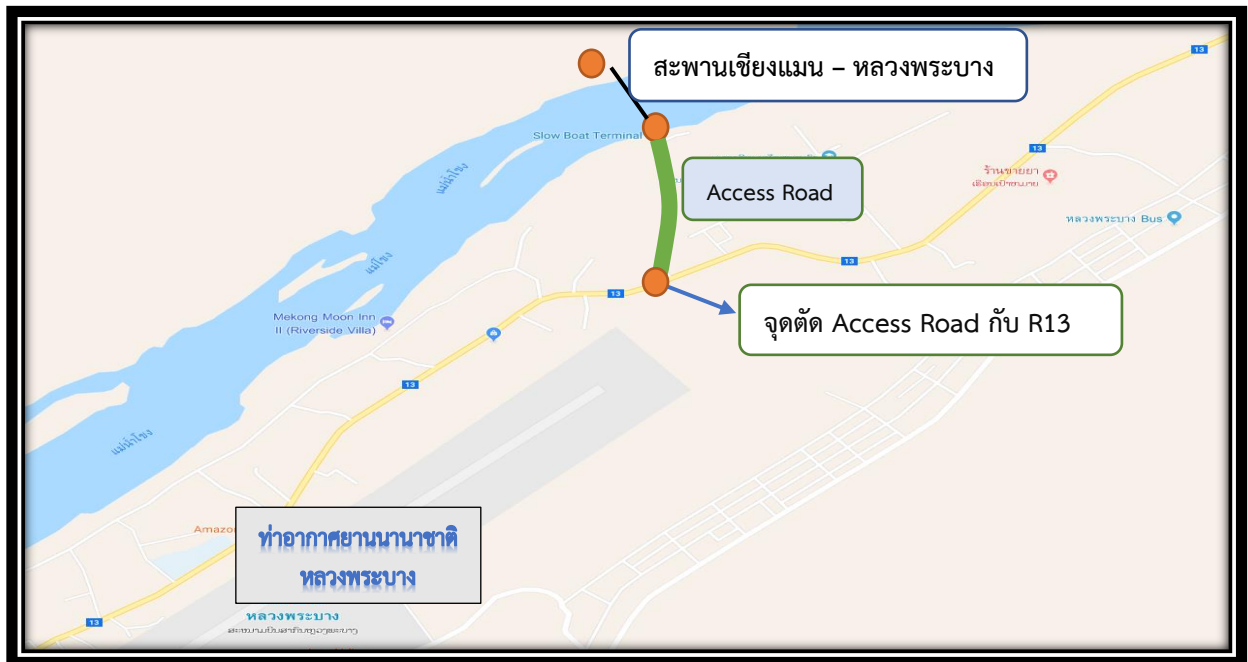 สะพานเชียงแมน – หลวงพระบาง
13
Slow Boat Terminal
13
แม่น้ำโขง
ร้านขายยา
Access Road
หลวงพระบาง Bus
13
แม่โขง
13
Mekong Moon Inn
II (Riverside Villa)
จุดตัด Access Road กับ R13
13
แม่น้ำโขง
Amazo
ท่าอากาศยานนานาชาติ
หลวงพระบาง
หลวงพระบาง
13